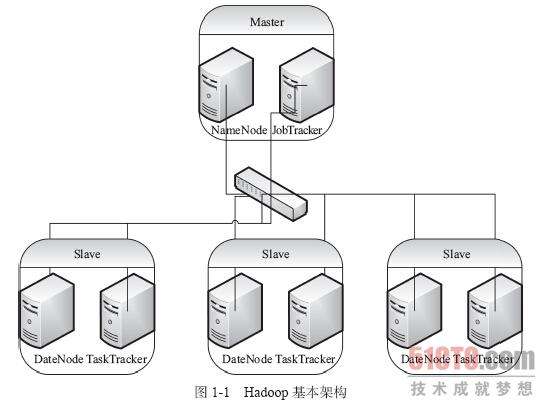 Master
NameNode JobTracker
Slave
Slave
Slave
DateNode TaskTracker
DateNode TaskTracker
DateNode TaskTracker
51CTO.com
技术成就梦想
图 1-1 Hadoop 基本架构